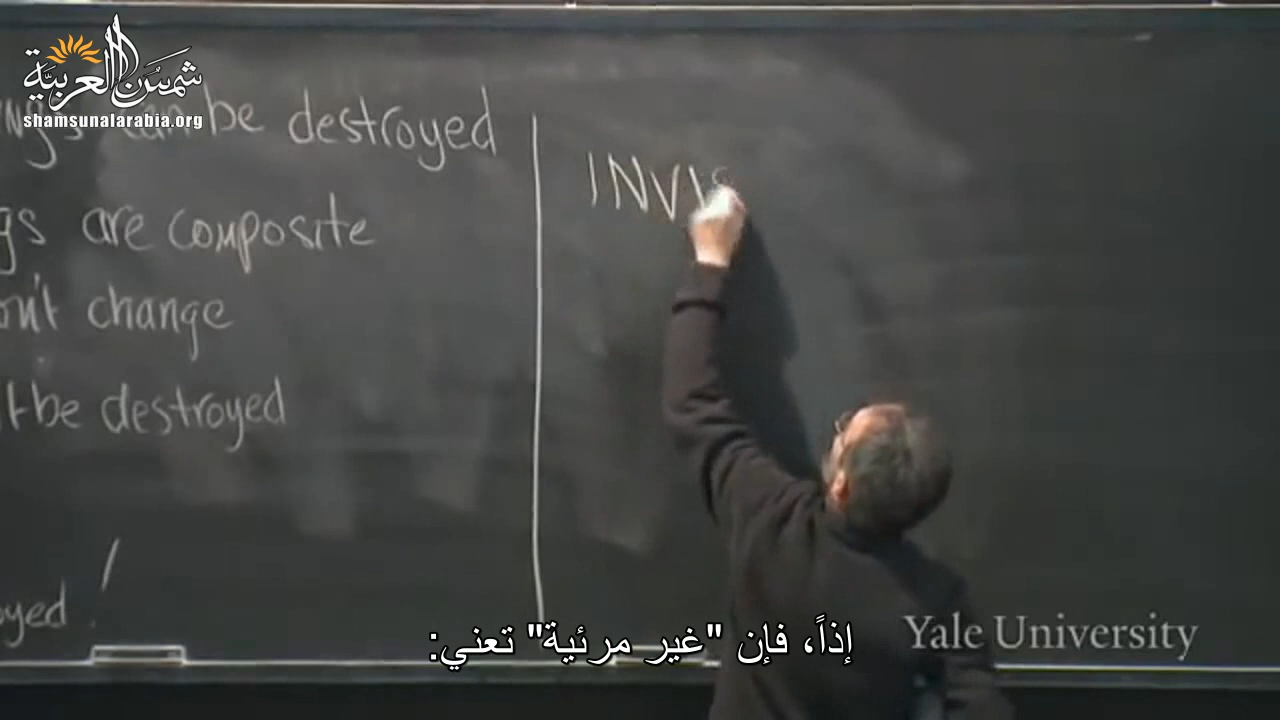 شمس العربية
shamsunalarabia.org
can be destroyed
are composite
change
be destroyed
INVIS
إذاً، فإن "غير مرئية" تعني:
Yale University